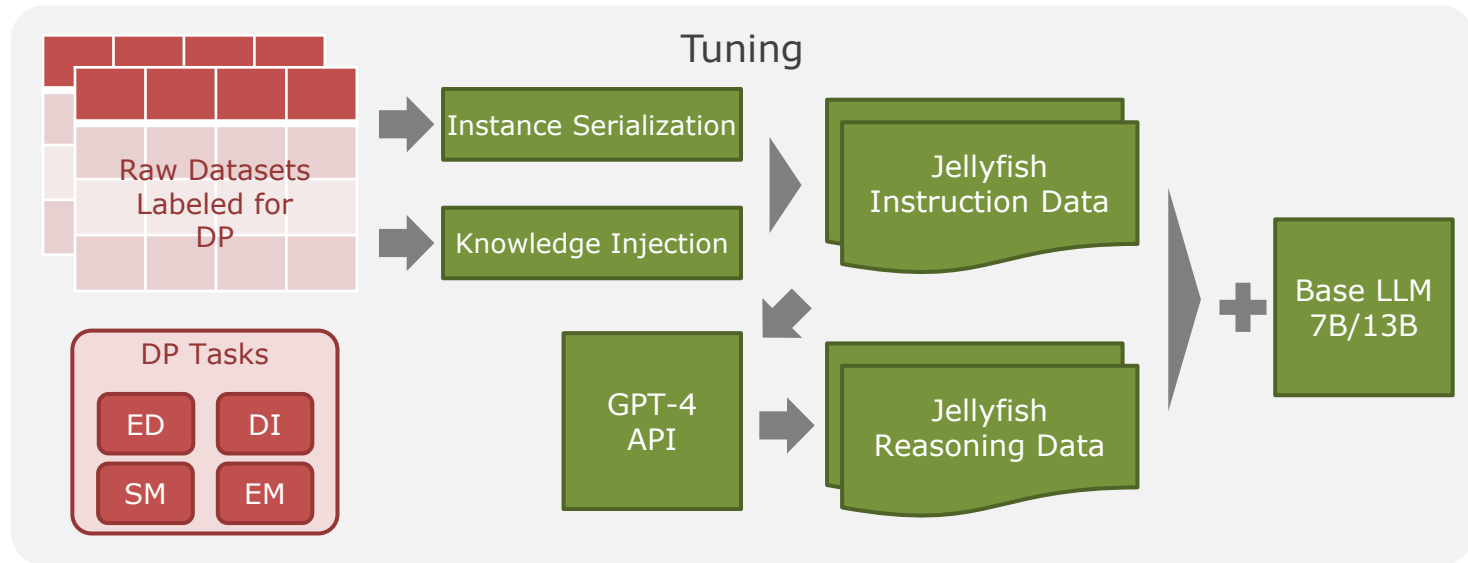 Tuning
Raw Datasets
Labeled for
DP
Instance Serialization
Knowledge Injection
Jellyfish
Instruction Data
Base LLM
7B/13B
DP Tasks
ED
DI
SM
EM
GPT-4
API
Jellyfish
Reasoning Data